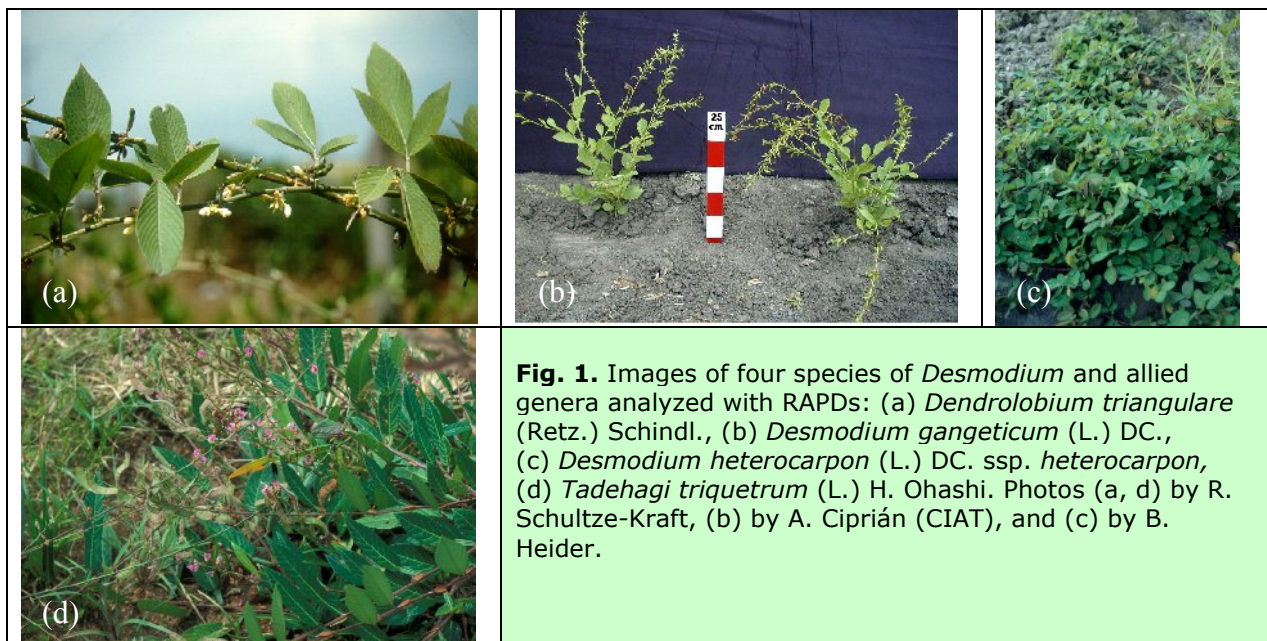 (a)
(b)
25
cm
(c)
(d)
Fig. 1. Images of four species of Desmodium and allied
genera analyzed with RAPDs: (a) Dendrolobium triangulare
(Retz.) Schindl., (b) Desmodium gangeticum (L.) DC.,
(c) Desmodium heterocarpon (L.) DC. ssp. heterocarpon,
(d) Tadehagi triquetrum (L.) H. Ohashi. Photos (a, d) by R.
Schultze-Kraft, (b) by A. Ciprián (CIAT), and (c) by B.
Heider.